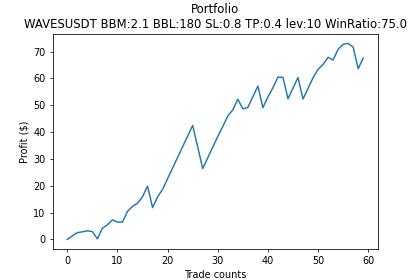 Portfolio
WAVESUSDT BBM:2.1 BBL:180 SL:0.8 TP:0.4 lev:10 WinRatio:75.0
70
60
50
40
30
20
10
0
Profit ($)
0 10 20 30 40 50 60
Trade counts